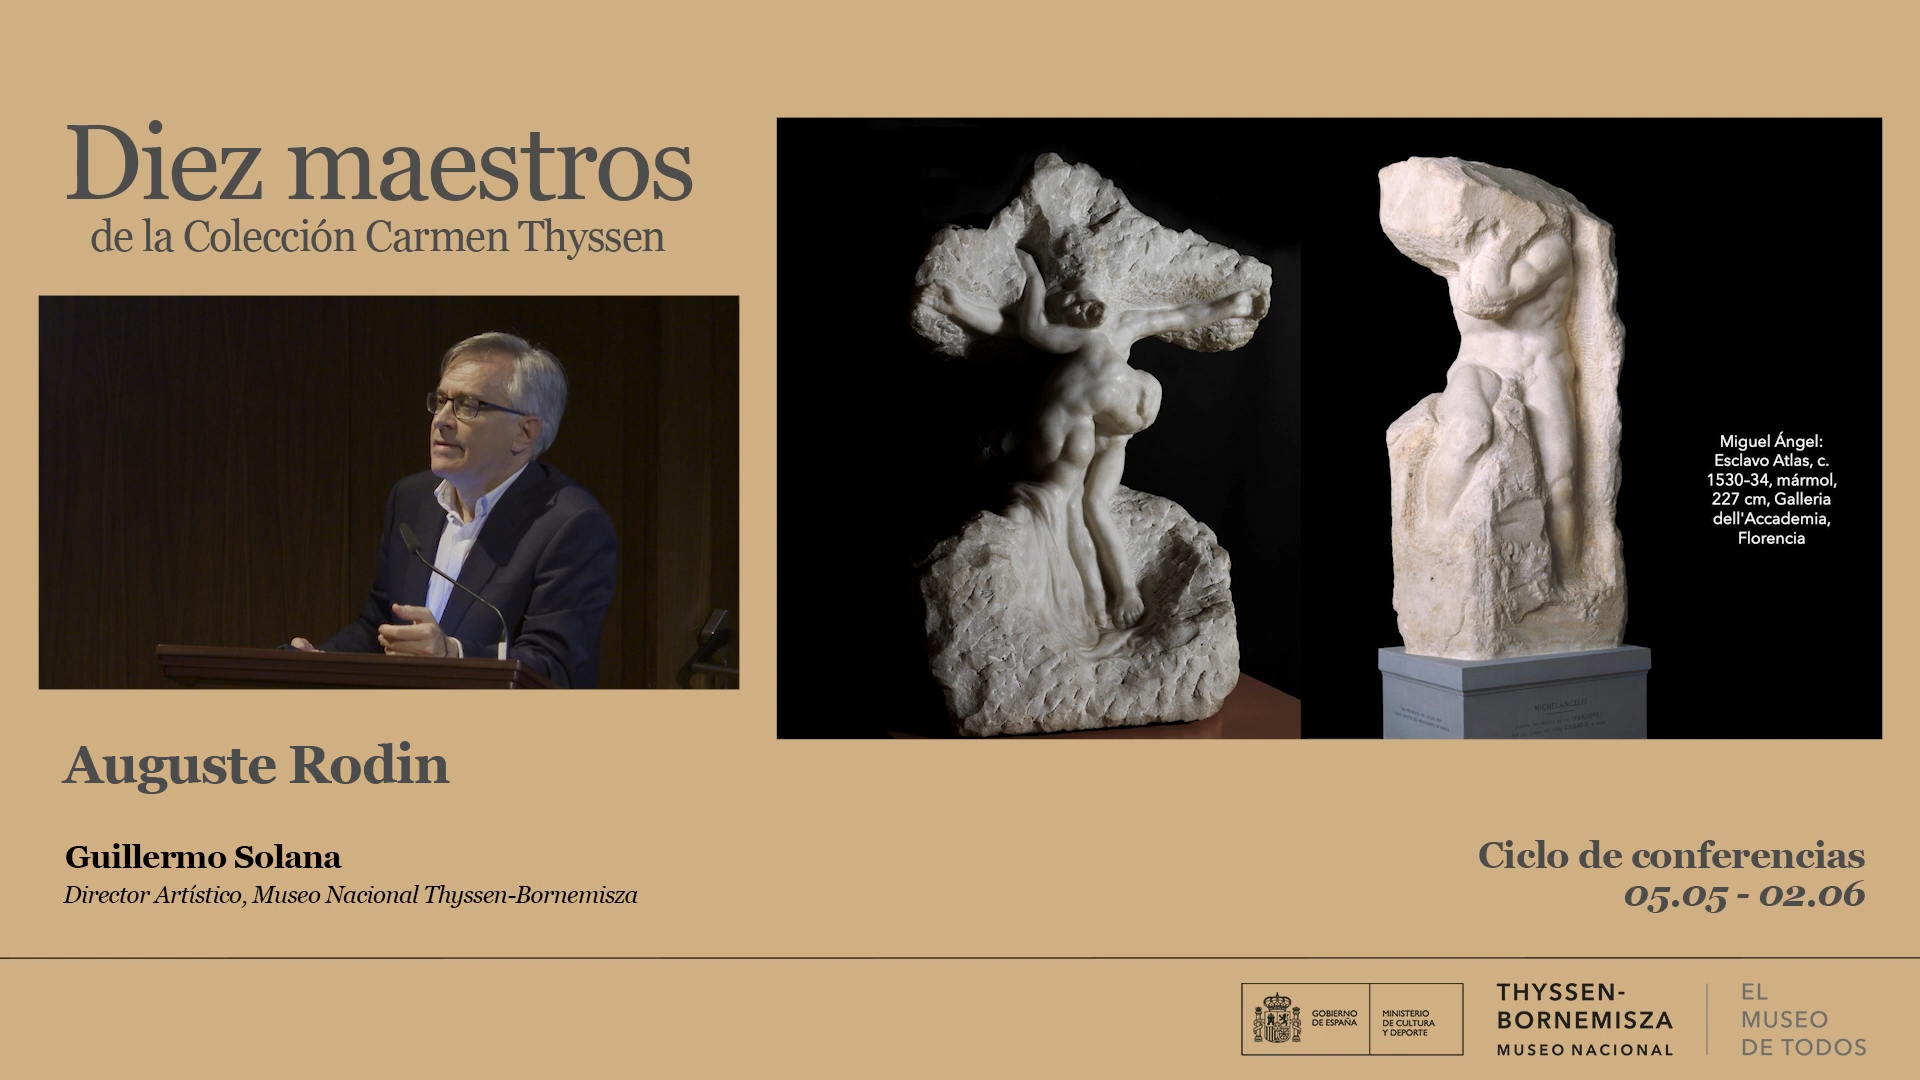 Diez maestros
de la Colección Carmen Thyssen
Miguel Ángel:
Esclavo Atlas, c.
1530-34, mármol,
227 cm, Galleria
dell'Accademia,
Florencia
MICHELANGELO
Auguste Rodin
Guillermo Solana
Director Artístico, Museo Nacional Thyssen-Bornemisza
Ciclo de conferencias
05.05 - 02.06
GOBIERNO
DE ESPAÑA
MINISTERIO
DE CULTURA
Y DEPORTE
THYSSEN-
BORNEMISZA
MUSEO NACIONAL
EL
MUSEO
DE TODOS